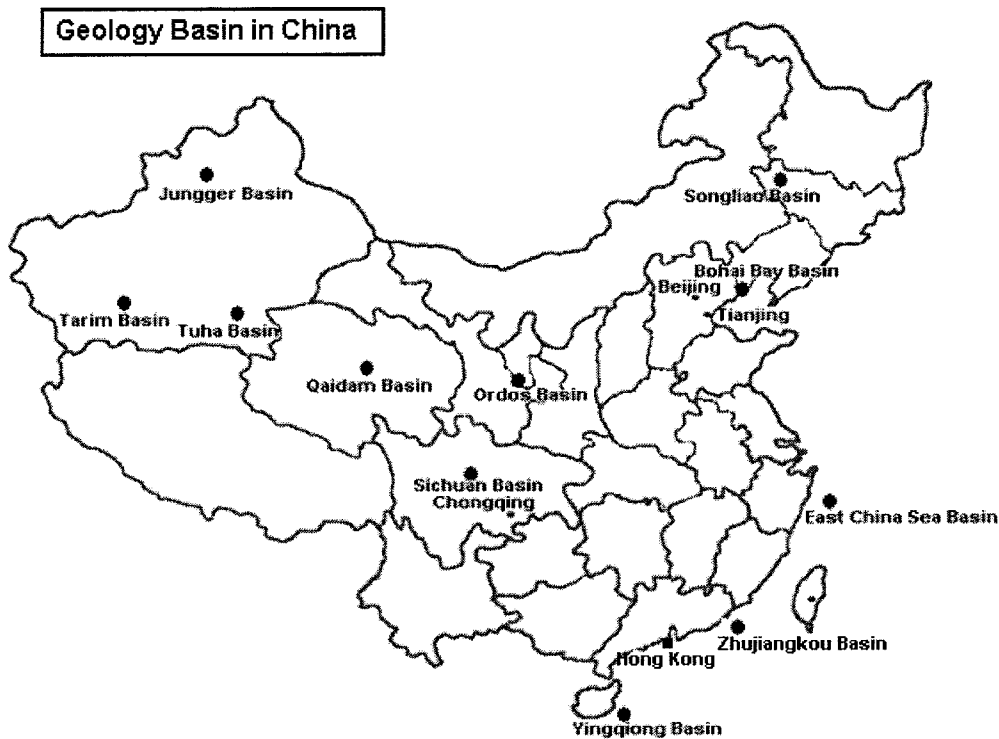 Geology Basin in China
Jungger Basin
Songliao Basin
Bohai Bay Basin
Beijing
Tianjing
Tarim Basin
Tuha Basin
Qaidam Basin
Ordos Basin
Sichuan Basin
Chongqing
East China Sea Basin
Zhujiangkou Basin
Hong Kong
Yingqiong Basin